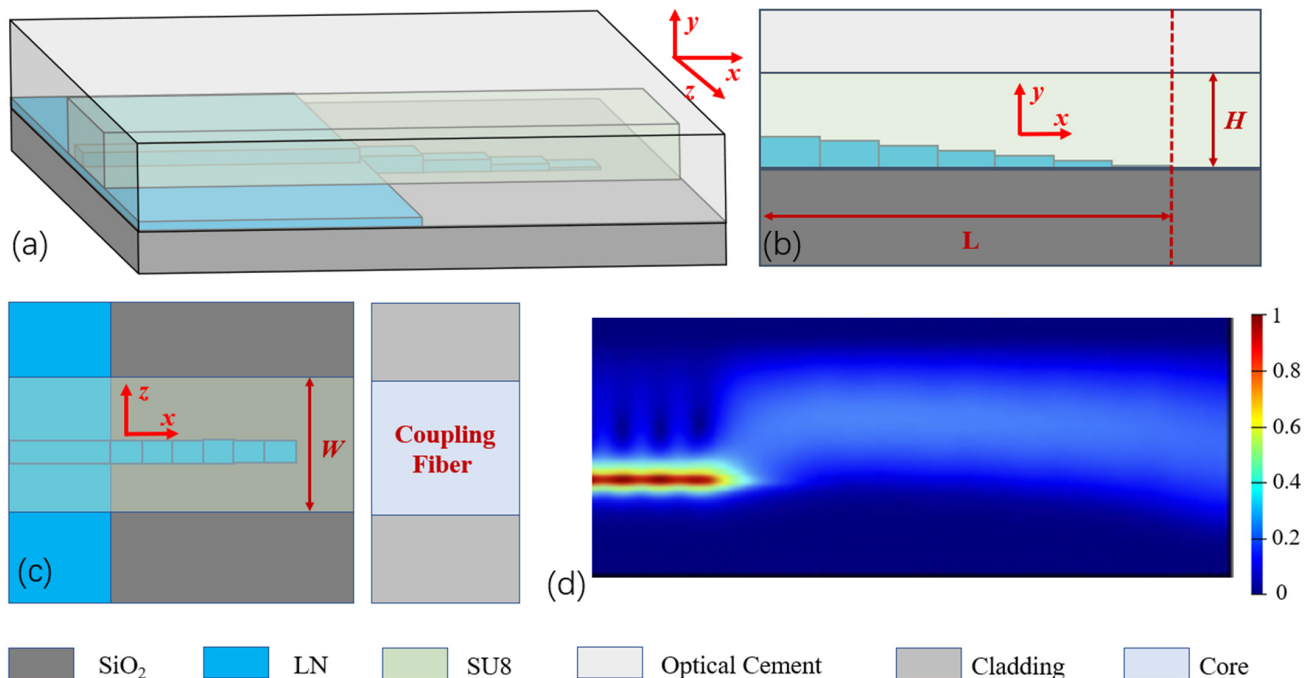 y
x
z
(a)
y
x
H
L
(b)
z
x
W
(c)
Coupling
Fiber
(d)
1
0.8
0.6
0.4
0.2
0
SiO₂
LN
SU8
Optical Cement
Cladding
Core